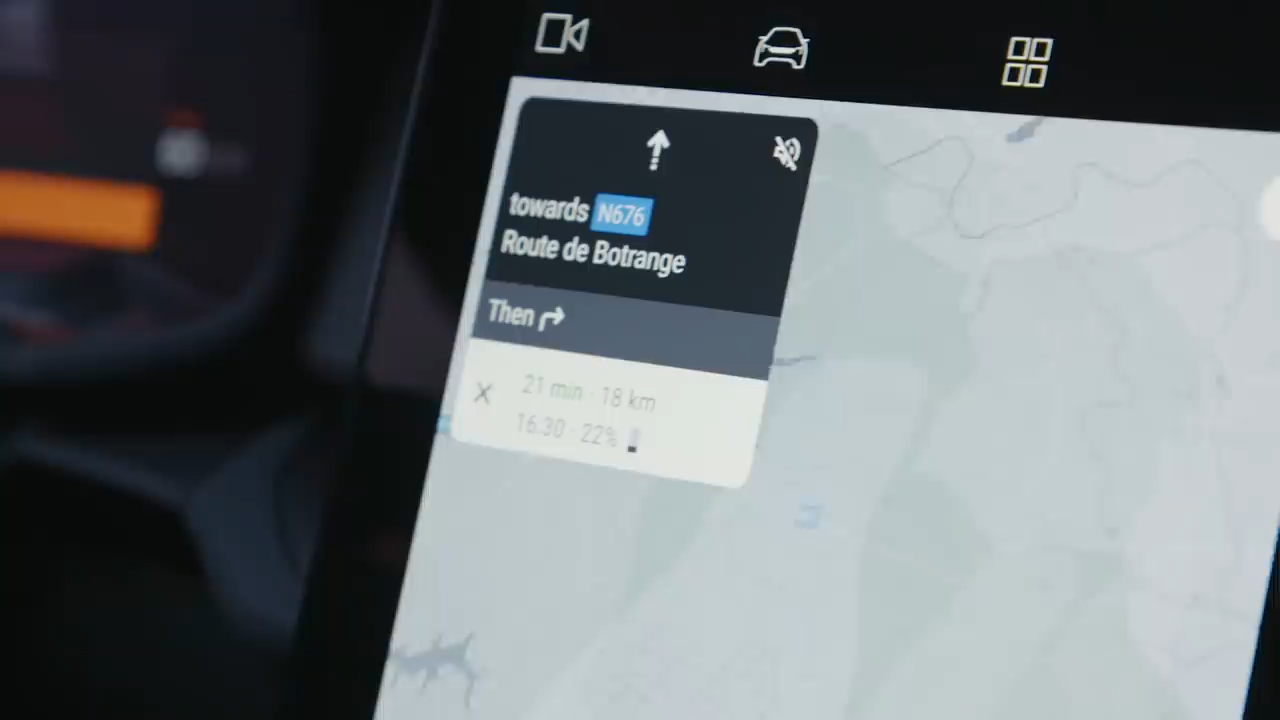 towards N676
Route de Botrange
Then
21 min · 18 km
16.30 · 22%